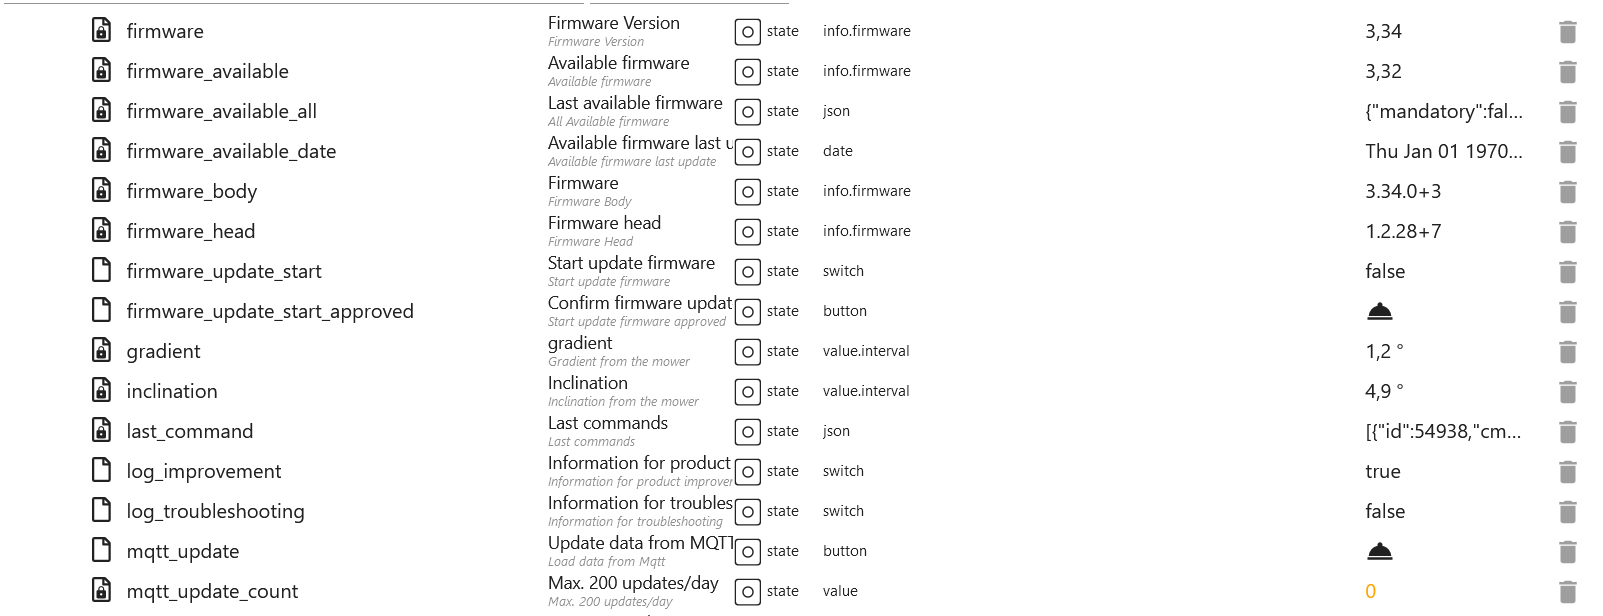 firmware Firmware Version state info.firmware 3,34
Firmware Version
firmware_available Available firmware state info.firmware 3,32
Available firmware
firmware_available_all Last available firmware state json {"mandatory":fal...
All Available firmware
firmware_available_date Available firmware last u state date Thu Jan 01 1970...
Available firmware last update
firmware_body Firmware state info.firmware 3.34.0+3
Firmware Body
firmware_head Firmware head state info.firmware 1.2.28+7
Firmware Head
firmware_update_start Start update firmware state switch false
Start update firmware
firmware_update_start_approved Confirm firmware updat state button
Start update firmware approved
gradient gradient state value.interval 1,2 °
Gradient from the mower
inclination Inclination state value.interval 4,9 °
Inclination from the mower
last_command Last commands state json [{"id":54938,"cm...
Last commands
log_improvement Information for product state switch true
Information for product improver
log_troubleshooting Information for troubles state switch false
Information for troubleshooting
mqtt_update Update data from MQTT state button
Load data from Mqtt
mqtt_update_count Max. 200 updates/day state value 0
Max. 200 updates/day